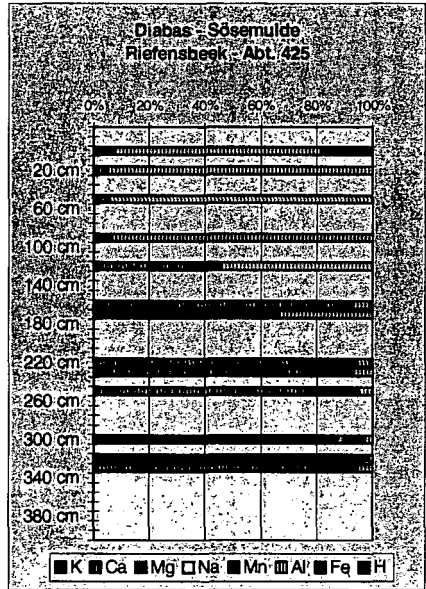 Diabas - Sösemulde
Riefensbeek - Abt. 425
0% 20% 40% 60% 80% 100%
20 cm
60 cm
100 cm
140 cm
180 cm
220 cm
260 cm
300 cm
340 cm
380 cm
K Ca Mg Na Mn Al Fe H